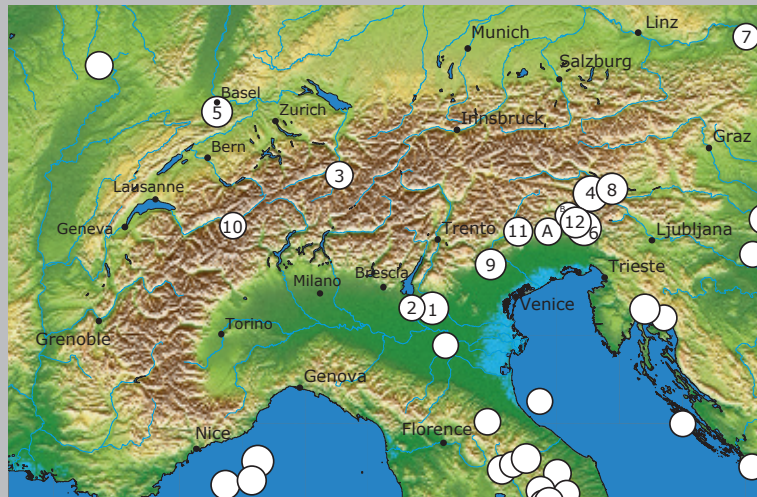 Linz
Munich
7
Salzburg
Basel
5
Zurich
Innsbruck
Graz
Bern
3
Lausanne
4
8
B
12
6
10
11
A
Geneva
Trento
Ljubljana
9
Trieste
Brescia
Milano
2
1
Venice
Grenoble
Torino
Genova
Florence
Nice